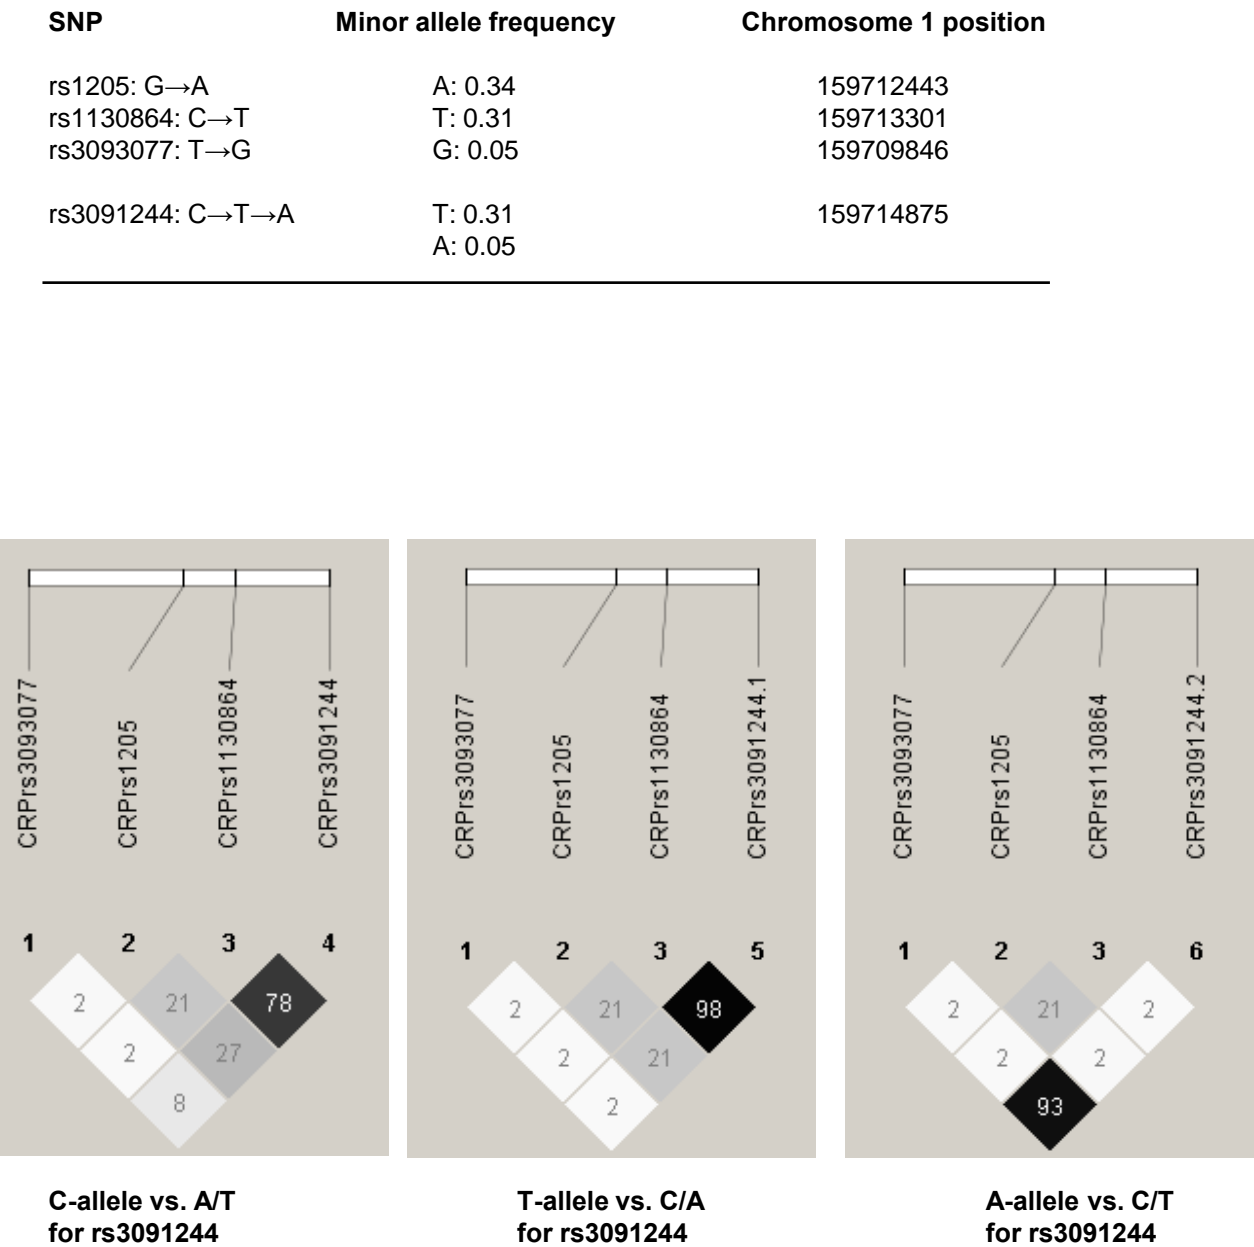 SNP Minor allele frequency Chromosome 1 position
rs1205: G→A A: 0.34 159712443
rs1130864: C→T T: 0.31 159713301
rs3093077: T→G G: 0.05 159709846
rs3091244: C→T→A T: 0.31 159714875
A: 0.05
CRPrs3093077 CRPrs1205 CRPrs1130864 CRPrs3091244
1 2 3 4
2 21 78
2 27
8
C-allele vs. A/T
for rs3091244
CRPrs3093077 CRPrs1205 CRPrs1130864 CRPrs3091244.1
1 2 3 5
2 21 98
2 21
2
T-allele vs. C/A
for rs3091244
CRPrs3093077 CRPrs1205 CRPrs1130864 CRPrs3091244.2
1 2 3 6
2 21 2
2 2
93
A-allele vs. C/T
for rs3091244